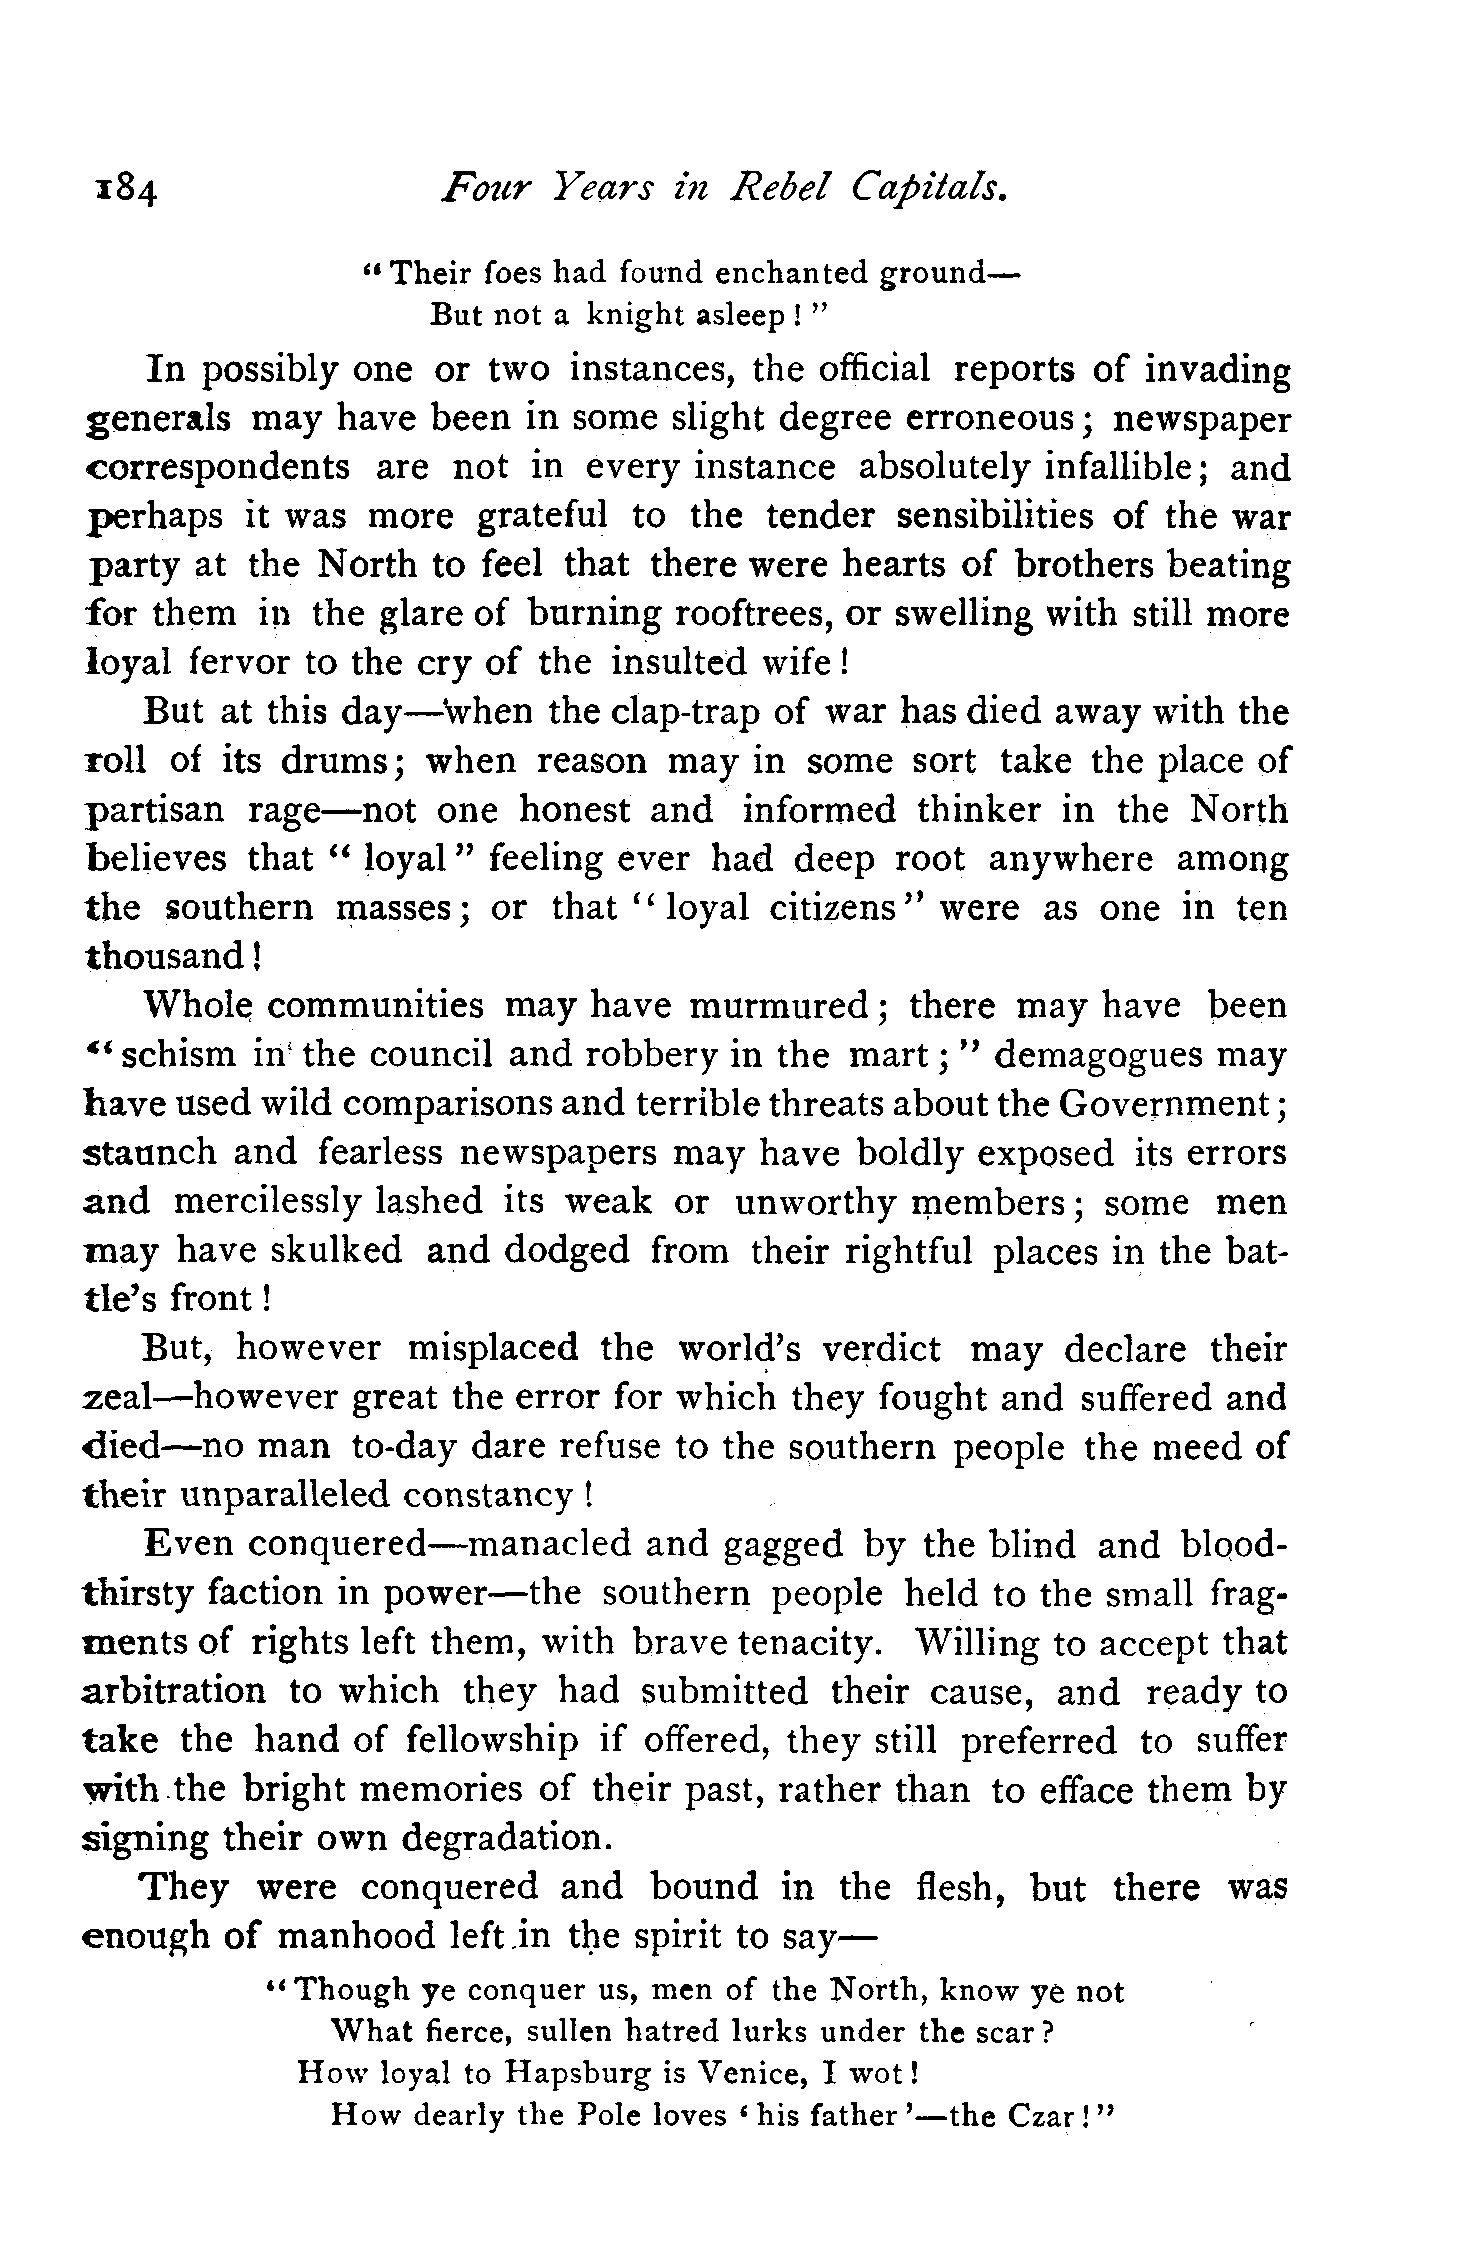 184 Four Years in Rebel Capitals.
“Their foes had found enchanted ground—
But not a knight asleep!”
In possibly one or two instances, the official reports of invading
generals may have been in some slight degree erroneous; newspaper
correspondents are not in every instance absolutely infallible; and
perhaps it was more grateful to the tender sensibilities of the war
party at the North to feel that there were hearts of brothers beating
for them in the glare of burning rooftrees, or swelling with still more
loyal fervor to the cry of the insulted wife!
But at this day—when the clap-trap of war has died away with the
roll of its drums; when reason may in some sort take the place of
partisan rage—not one honest and informed thinker in the North
believes that “loyal” feeling ever had deep root anywhere among
the southern masses; or that “loyal citizens” were as one in ten
thousand!
Whole communities may have murmured; there may have been
“schism in the council and robbery in the mart;” demagogues may
have used wild comparisons and terrible threats about the Government;
staunch and fearless newspapers may have boldly exposed its errors
and mercilessly lashed its weak or unworthy members; some men
may have skulked and dodged from their rightful places in the bat-
tle’s front!
But, however misplaced the world’s verdict may declare their
zeal—however great the error for which they fought and suffered and
died—no man to-day dare refuse to the southern people the meed of
their unparalleled constancy!
Even conquered—manacled and gagged by the blind and blood-
thirsty faction in power—the southern people held to the small frag-
ments of rights left them, with brave tenacity. Willing to accept that
arbitration to which they had submitted their cause, and ready to
take the hand of fellowship if offered, they still preferred to suffer
with the bright memories of their past, rather than to efface them by
signing their own degradation.
They were conquered and bound in the flesh, but there was
enough of manhood left in the spirit to say—
“Though ye conquer us, men of the North, know ye not
What fierce, sullen hatred lurks under the scar?
How loyal to Hapsburg is Venice, I wot!
How dearly the Pole loves ‘his father’—the Czar!”